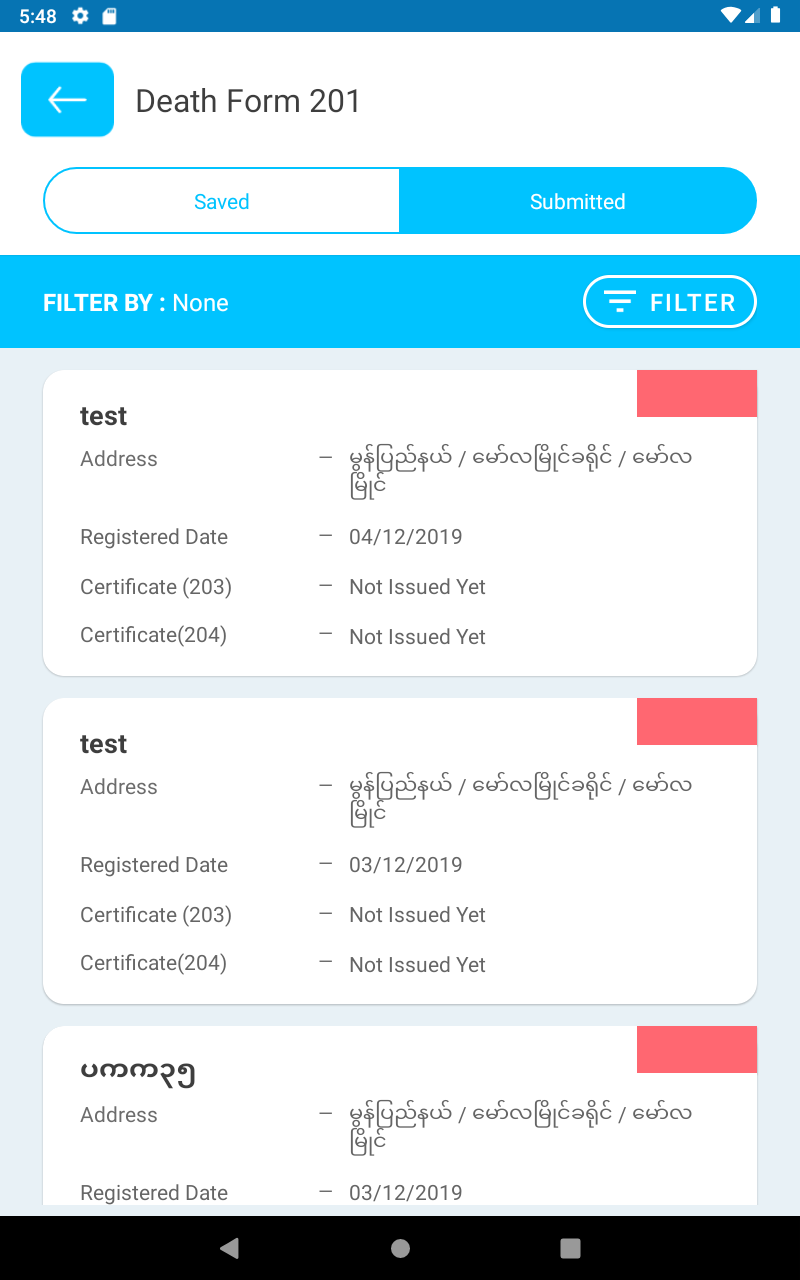 5:48
Death Form 201
Saved
Submitted
FILTER BY : None
FILTER
test
Address – မွန်ပြည်နယ် / မော်လမြိုင်ခရိုင် / မော်လ
မြိုင်
Registered Date – 04/12/2019
Certificate (203) – Not Issued Yet
Certificate(204) – Not Issued Yet
test
Address – မွန်ပြည်နယ် / မော်လမြိုင်ခရိုင် / မော်လ
မြိုင်
Registered Date – 03/12/2019
Certificate (203) – Not Issued Yet
Certificate(204) – Not Issued Yet
ပကက၃၅
Address – မွန်ပြည်နယ် / မော်လမြိုင်ခရိုင် / မော်လ
မြိုင်
Registered Date – 03/12/2019